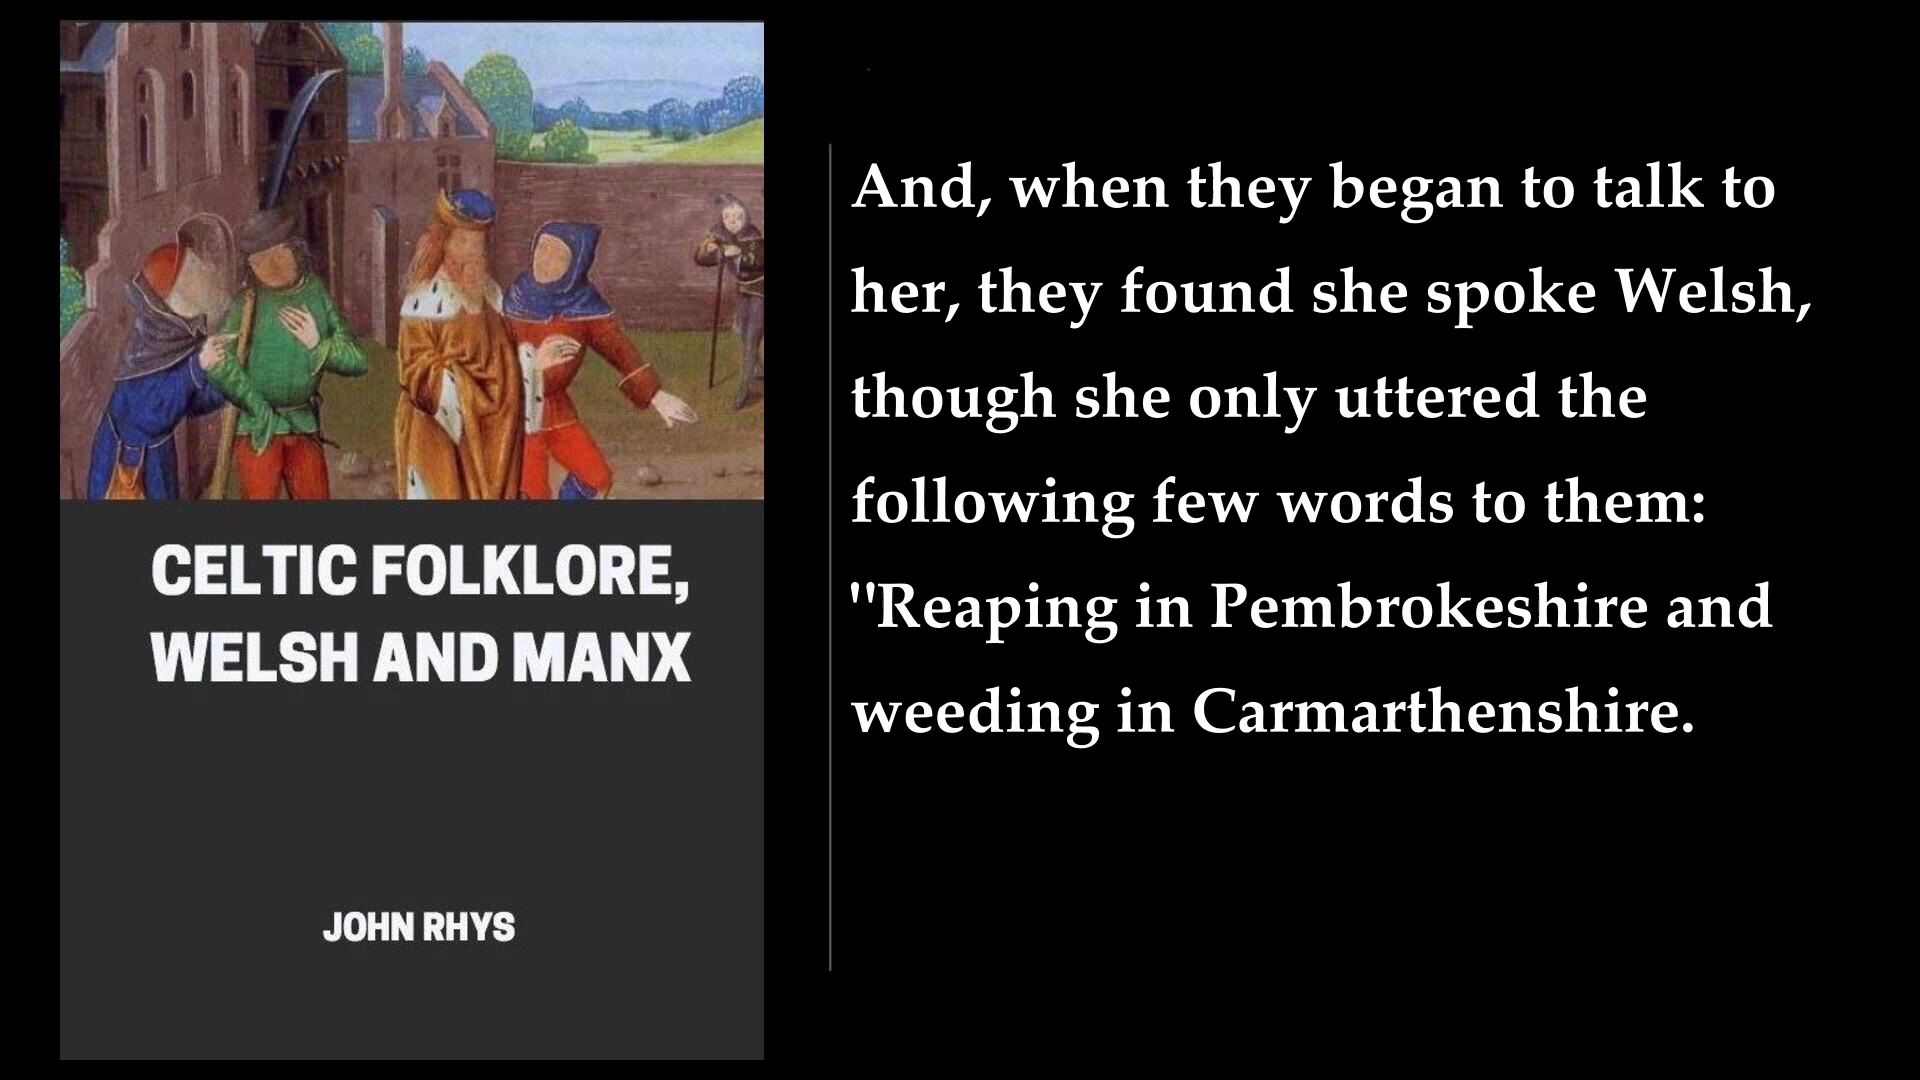 CELTIC FOLKLORE,
WELSH AND MANX
JOHN RHYS
And, when they began to talk to
her, they found she spoke Welsh,
though she only uttered the
following few words to them:
"Reaping in Pembrokeshire and
weeding in Carmarthenshire.